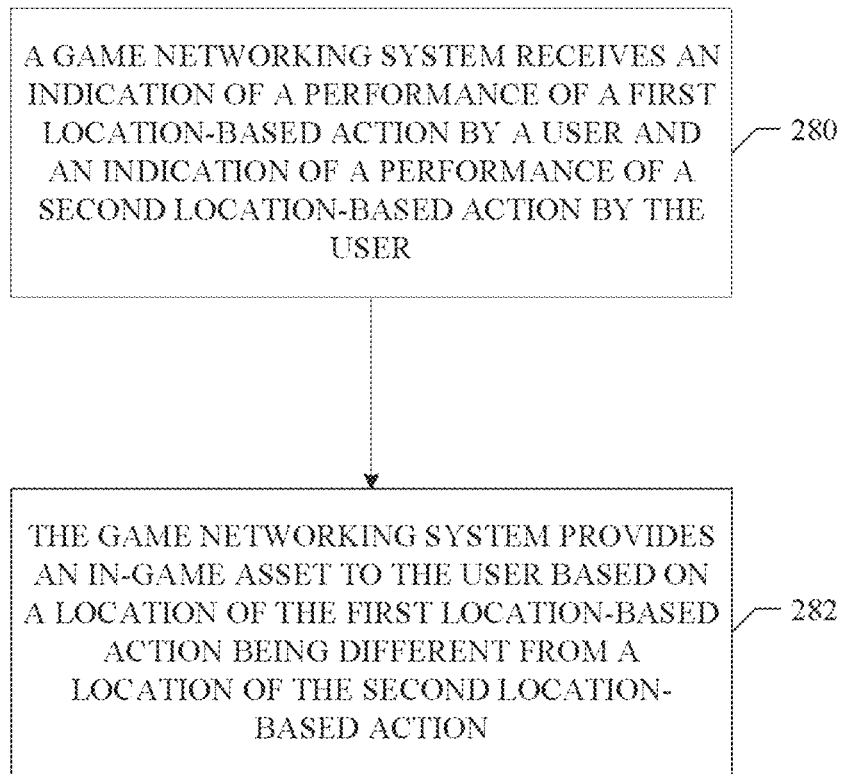 A GAME NETWORKING SYSTEM RECEIVES AN
INDICATION OF A PERFORMANCE OF A FIRST
LOCATION-BASED ACTION BY A USER AND
AN INDICATION OF A PERFORMANCE OF A
SECOND LOCATION-BASED ACTION BY THE
USER
280
THE GAME NETWORKING SYSTEM PROVIDES
AN IN-GAME ASSET TO THE USER BASED ON
A LOCATION OF THE FIRST LOCATION-BASED
ACTION BEING DIFFERENT FROM A
LOCATION OF THE SECOND LOCATION-
BASED ACTION
282